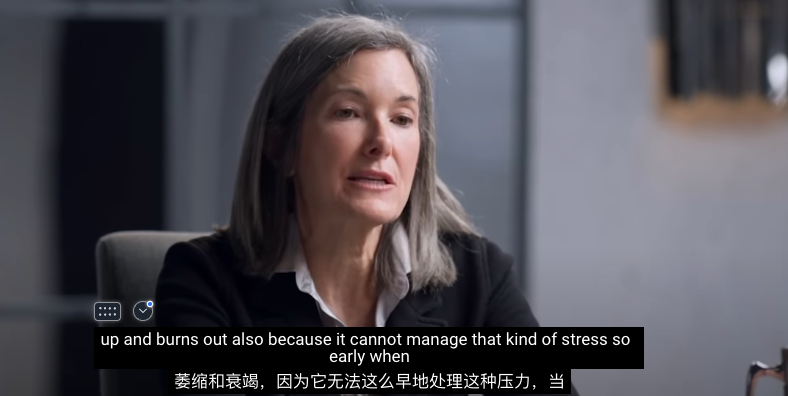 up and burns out also because it cannot manage that kind of stress so
early when
萎缩和衰竭，因为它无法这么早地处理这种压力，当